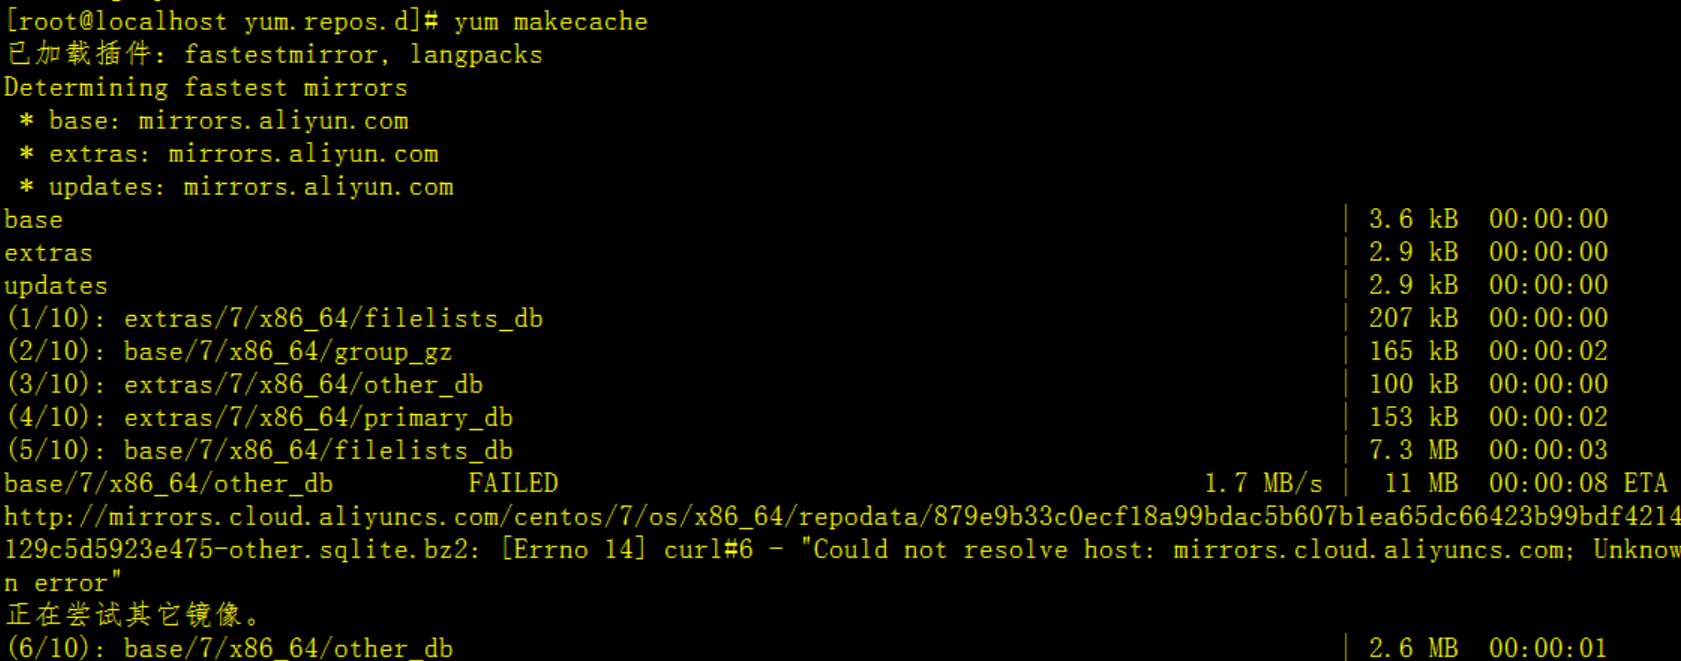 [root@localhost yum.repos.d]# yum makecache
已加载插件：fastestmirror, langpacks
Determining fastest mirrors
 * base: mirrors.aliyun.com
 * extras: mirrors.aliyun.com
 * updates: mirrors.aliyun.com
base | 3.6 kB 00:00:00
extras | 2.9 kB 00:00:00
updates | 2.9 kB 00:00:00
(1/10): extras/7/x86_64/filelists_db | 207 kB 00:00:00
(2/10): base/7/x86_64/group_gz | 165 kB 00:00:02
(3/10): extras/7/x86_64/other_db | 100 kB 00:00:00
(4/10): extras/7/x86_64/primary_db | 153 kB 00:00:02
(5/10): base/7/x86_64/filelists_db | 7.3 MB 00:00:03
base/7/x86_64/other_db FAILED 1.7 MB/s | 11 MB 00:00:08 ETA
http://mirrors.cloud.aliyuncs.com/centos/7/os/x86_64/repodata/879e9b33c0ecf18a99bdac5b607b1ea65dc66423b99bdf4214
129c5d5923e475-other.sqlite.bz2: [Errno 14] curl#6 - "Could not resolve host: mirrors.cloud.aliyuncs.com; Unknow
n error"
正在尝试其它镜像。
(6/10): base/7/x86_64/other_db | 2.6 MB 00:00:01